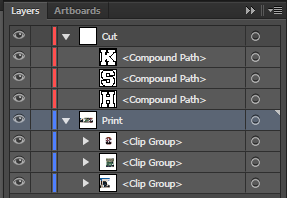 Layers Artboards
Cut
K <Compound Path>
S <Compound Path>
H <Compound Path>
Print
<Clip Group>
<Clip Group>
<Clip Group>